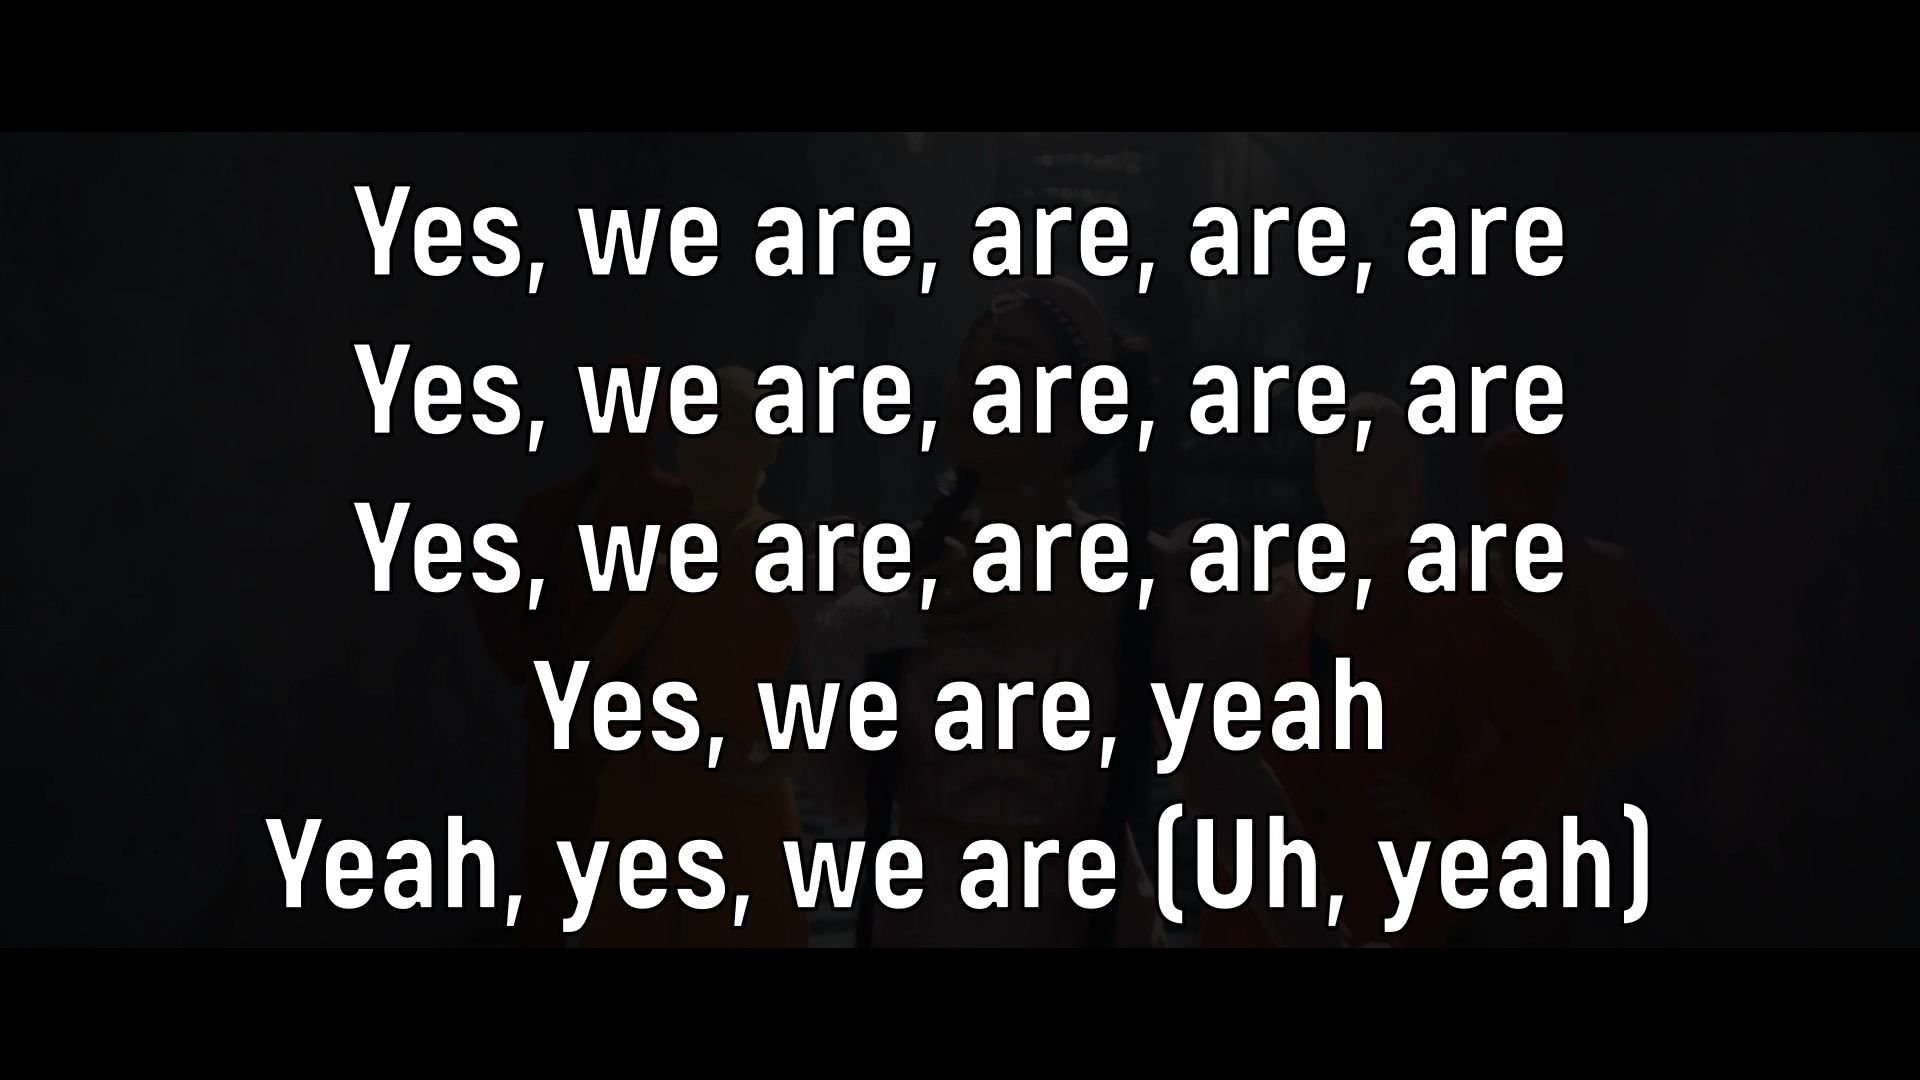 Yes, we are, are, are, are
Yes, we are, are, are, are
Yes, we are, are, are, are
Yes, we are, yeah
Yeah, yes, we are (Uh, yeah)